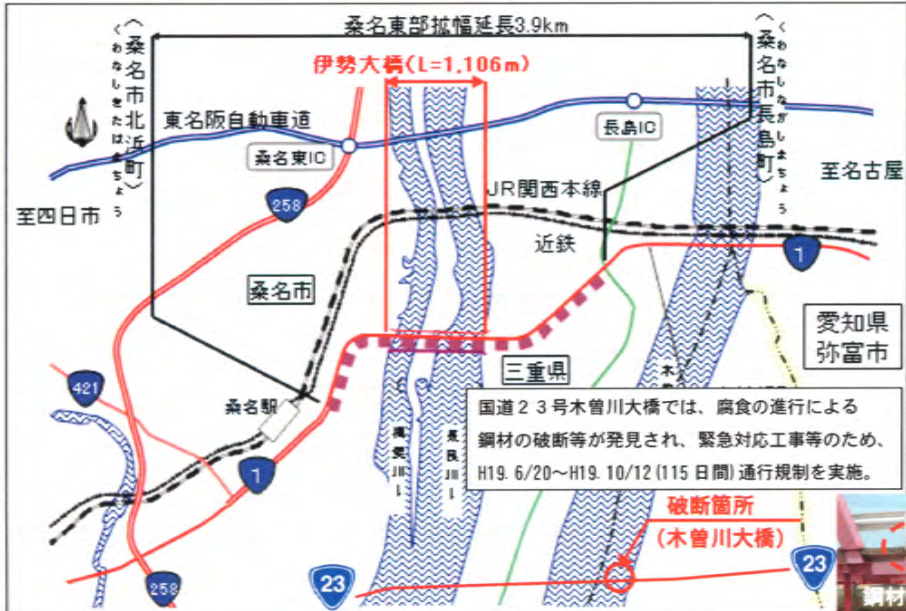 桑名東部拡幅延長3.9km
伊勢大橋(L=1,106m)
(桑名市北浜町)
くわなしきたはまちょう
(桑名市長島町)
くわなしながしまちょう
東名阪自動車道
桑名東IC
長島IC
至名古屋
至四日市
258
JR関西本線
近鉄
1
桑名市
愛知県
弥富市
三重県
421
桑名駅
揖斐川
長良川
木曽
国道23号木曽川大橋では、腐食の進行による
鋼材の破断等が発見され、緊急対応工事等のため、
H19.6/20～H19.10/12(115日間)通行規制を実施。
1
破断箇所
(木曽川大橋)
258
23
23
鋼材